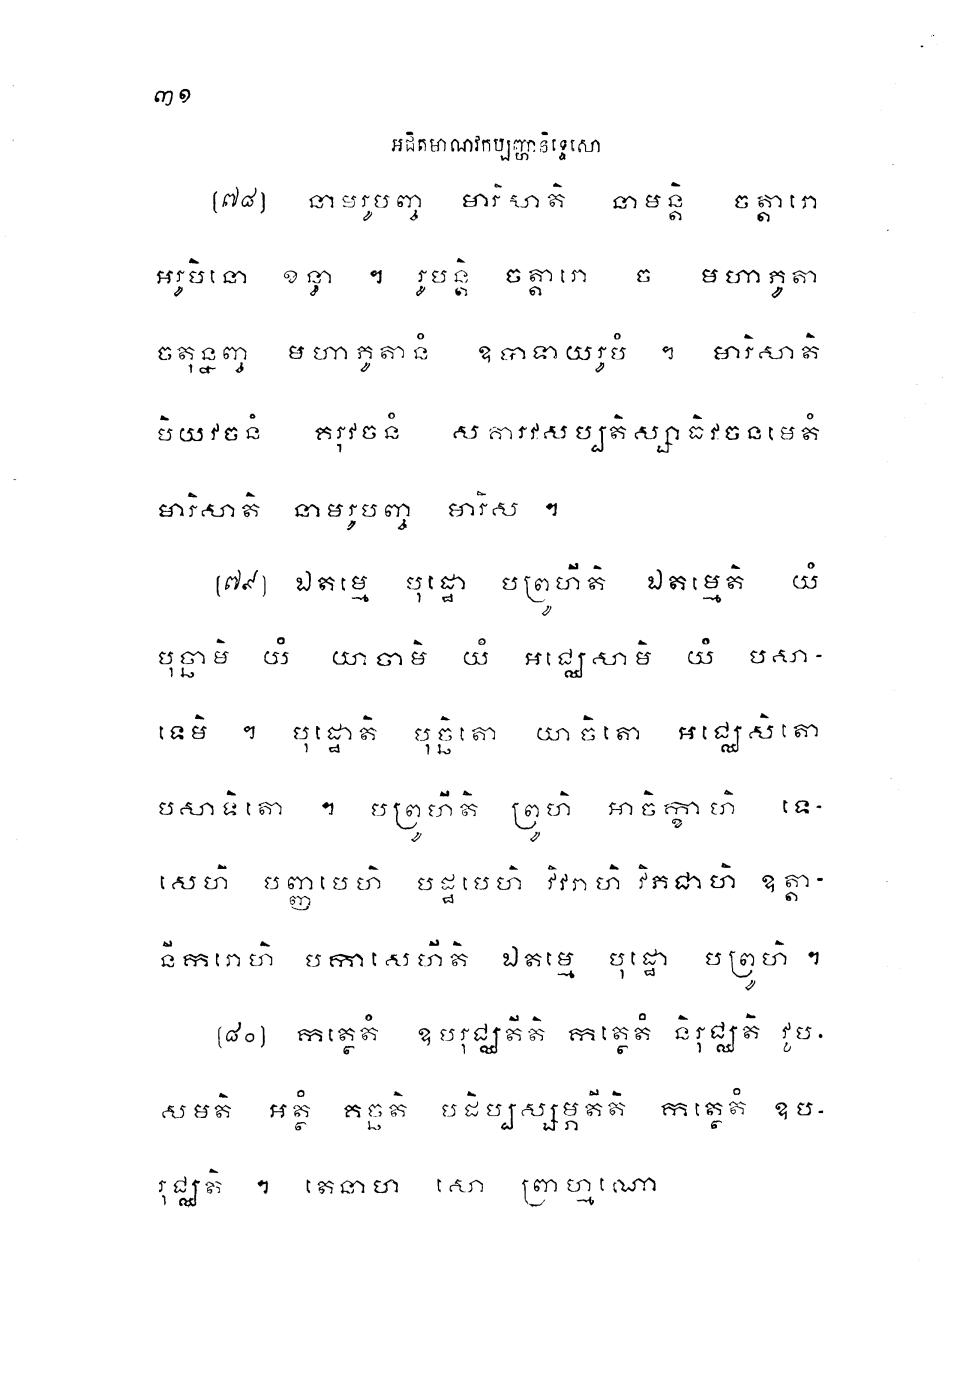 ៣១
អជិតមាណវកប្បញ្ហានិទ្ទេសោ
(៧៨) នាមរូបញ្ច មារិសាតិ នាមន្តិ ចត្តារោ
អរូបិនោ ខន្ធា ។ រូបន្តិ ចត្តារោ ច មហាភូតា
ចតុន្នញ្ច មហាភូតានំ ឧបាទាយរូបំ ។ មារិសាតិ
បិយវចនំ គរុវចនំ សគារវសប្បតិស្សាធិវចនមេតំ
មារិសាតិ នាមរូបញ្ច មារិស ។
(៧៩) ឯតម្មេ បុដ្ឋោ បព្រូហីតិ ឯតម្មេតិ យំ
បុច្ឆាមិ យំ យាចាមិ យំ អជ្ឈេសាមិ យំ បសា-
ទេមិ ។ បុដ្ឋោតិ បុច្ឆិតោ យាចិតោ អជ្ឈេសិតោ
បសាទិតោ ។ បព្រូហីតិ ព្រូហិ អាចិក្ខាហិ ទេ-
សេហិ បញ្ញាបេហិ បដ្ឋបេហិ វិវរាហិ វិភជាហិ ឧត្តា-
នីករោហិ បកាសេហីតិ ឯតម្មេ បុដ្ឋោ បព្រូហិ ។
(៨០) កត្ថេតំ ឧបរុជ្ឈតីតិ កត្ថេតំ និរុជ្ឈតិ វូប-
សមតិ អត្ថំ គច្ឆតិ បដិប្បស្សម្ភតីតិ កត្ថេតំ ឧប-
រុជ្ឈតិ ។ តេនាហ សោ ព្រាហ្មណោ